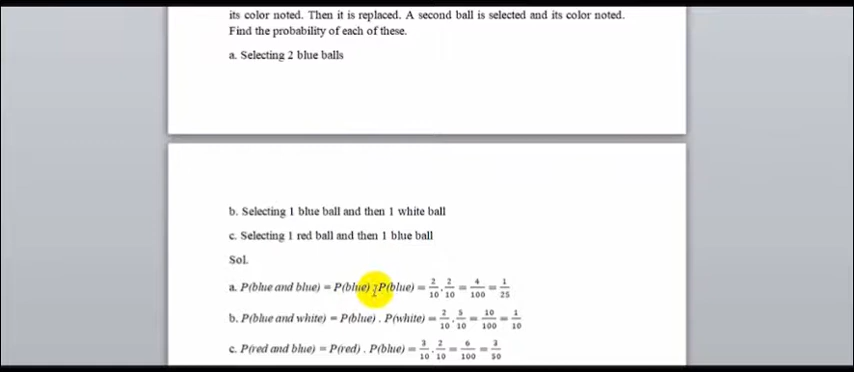 its color noted. Then it is replaced. A second ball is selected and its color noted.
Find the probability of each of these.
a. Selecting 2 blue balls
b. Selecting 1 blue ball and then 1 white ball
c. Selecting 1 red ball and then 1 blue ball
Sol.
a. P(blue and blue) = P(blue) . P(blue) = 2/10 . 2/10 = 4/100 = 1/25
b. P(blue and white) = P(blue) . P(white) = 2/10 . 5/10 = 10/100 = 1/10
c. P(red and blue) = P(red) . P(blue) = 3/10 . 2/10 = 6/100 = 3/50